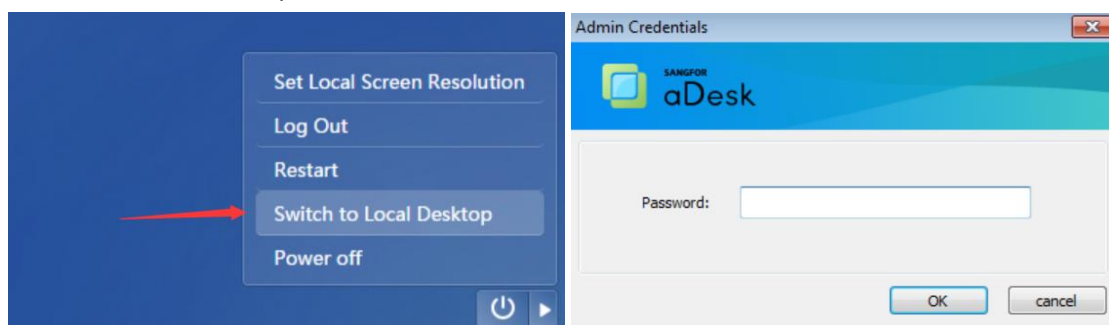 Set Local Screen Resolution
Log Out
Restart
Switch to Local Desktop
Power off
Admin Credentials
SANGFOR
aDesk
Password:
OK
cancel